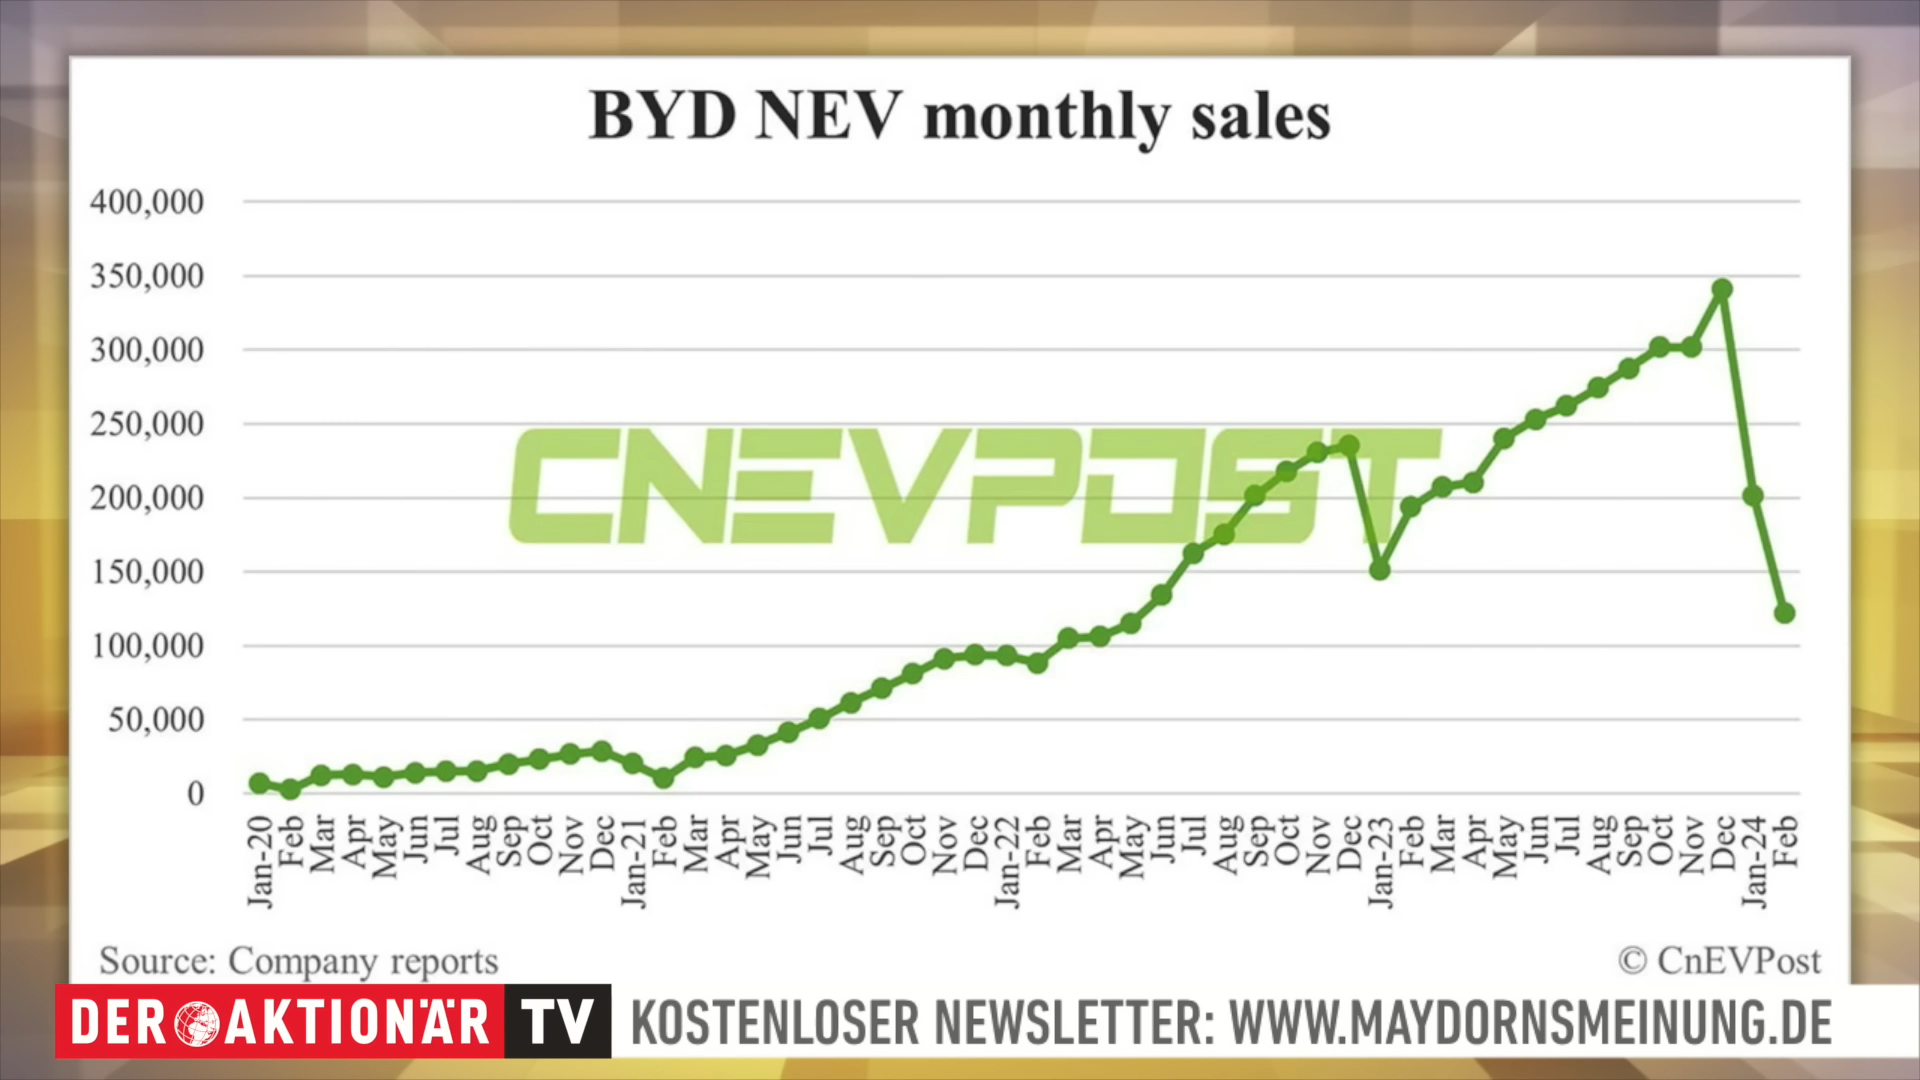 BYD NEV monthly sales
400,000
350,000
300,000
250,000
200,000
150,000
100,000
50,000
0
CNEVPOST
Jan-20 Feb Mar Apr May Jun Jul Aug Sep Oct Nov Dec Jan-21 Feb Mar Apr May Jun Jul Aug Sep Oct Nov Dec Jan-22 Feb Mar Apr May Jun Jul Aug Sep Oct Nov Dec Jan-23 Feb Mar Apr May Jun Jul Aug Sep Oct Nov Dec Jan-24 Feb
Source: Company reports
© CnEVPost
DER AKTIONÄR TV
KOSTENLOSER NEWSLETTER: WWW.MAYDORNSMEINUNG.DE